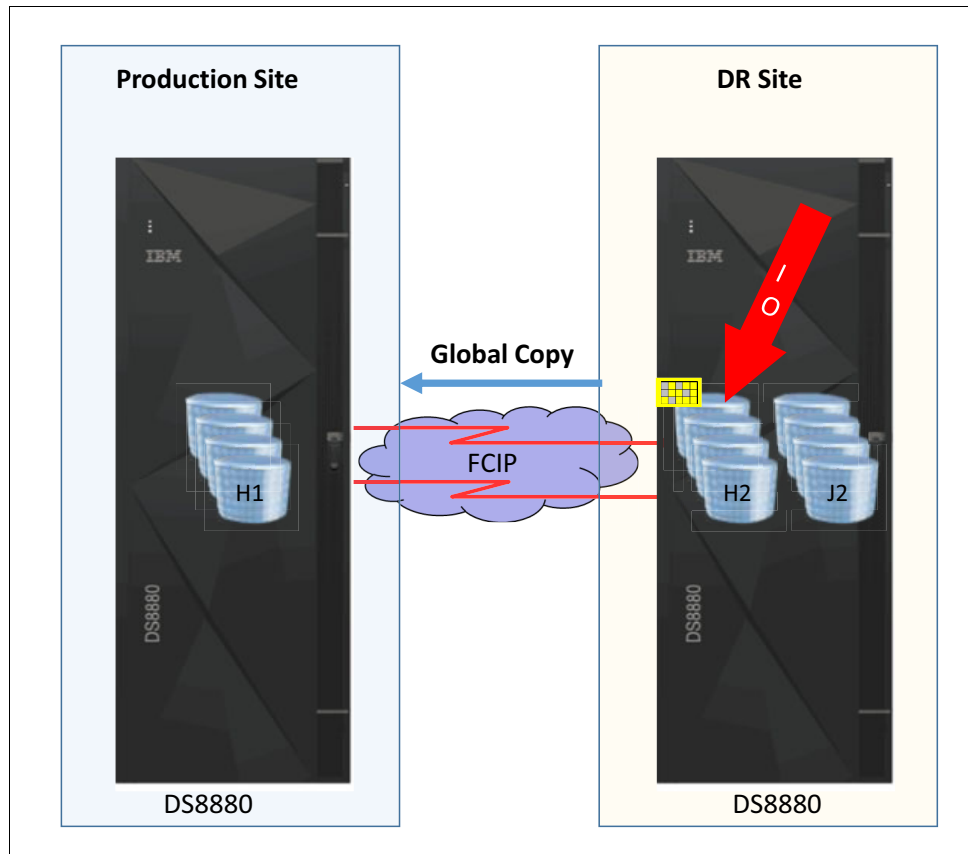 Production Site
DR Site
IBM
IBM
I O
Global Copy
FCIP
H1
H2
J2
DS8880
DS8880
DS8880
DS8880